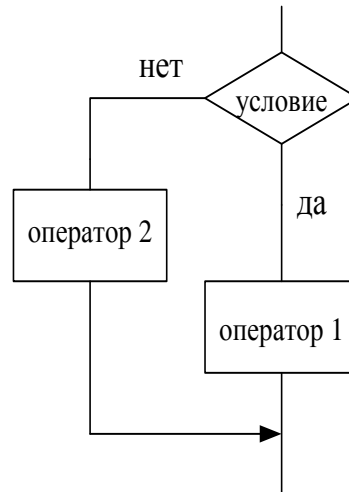 нет
условие
да
оператор 2
оператор 1